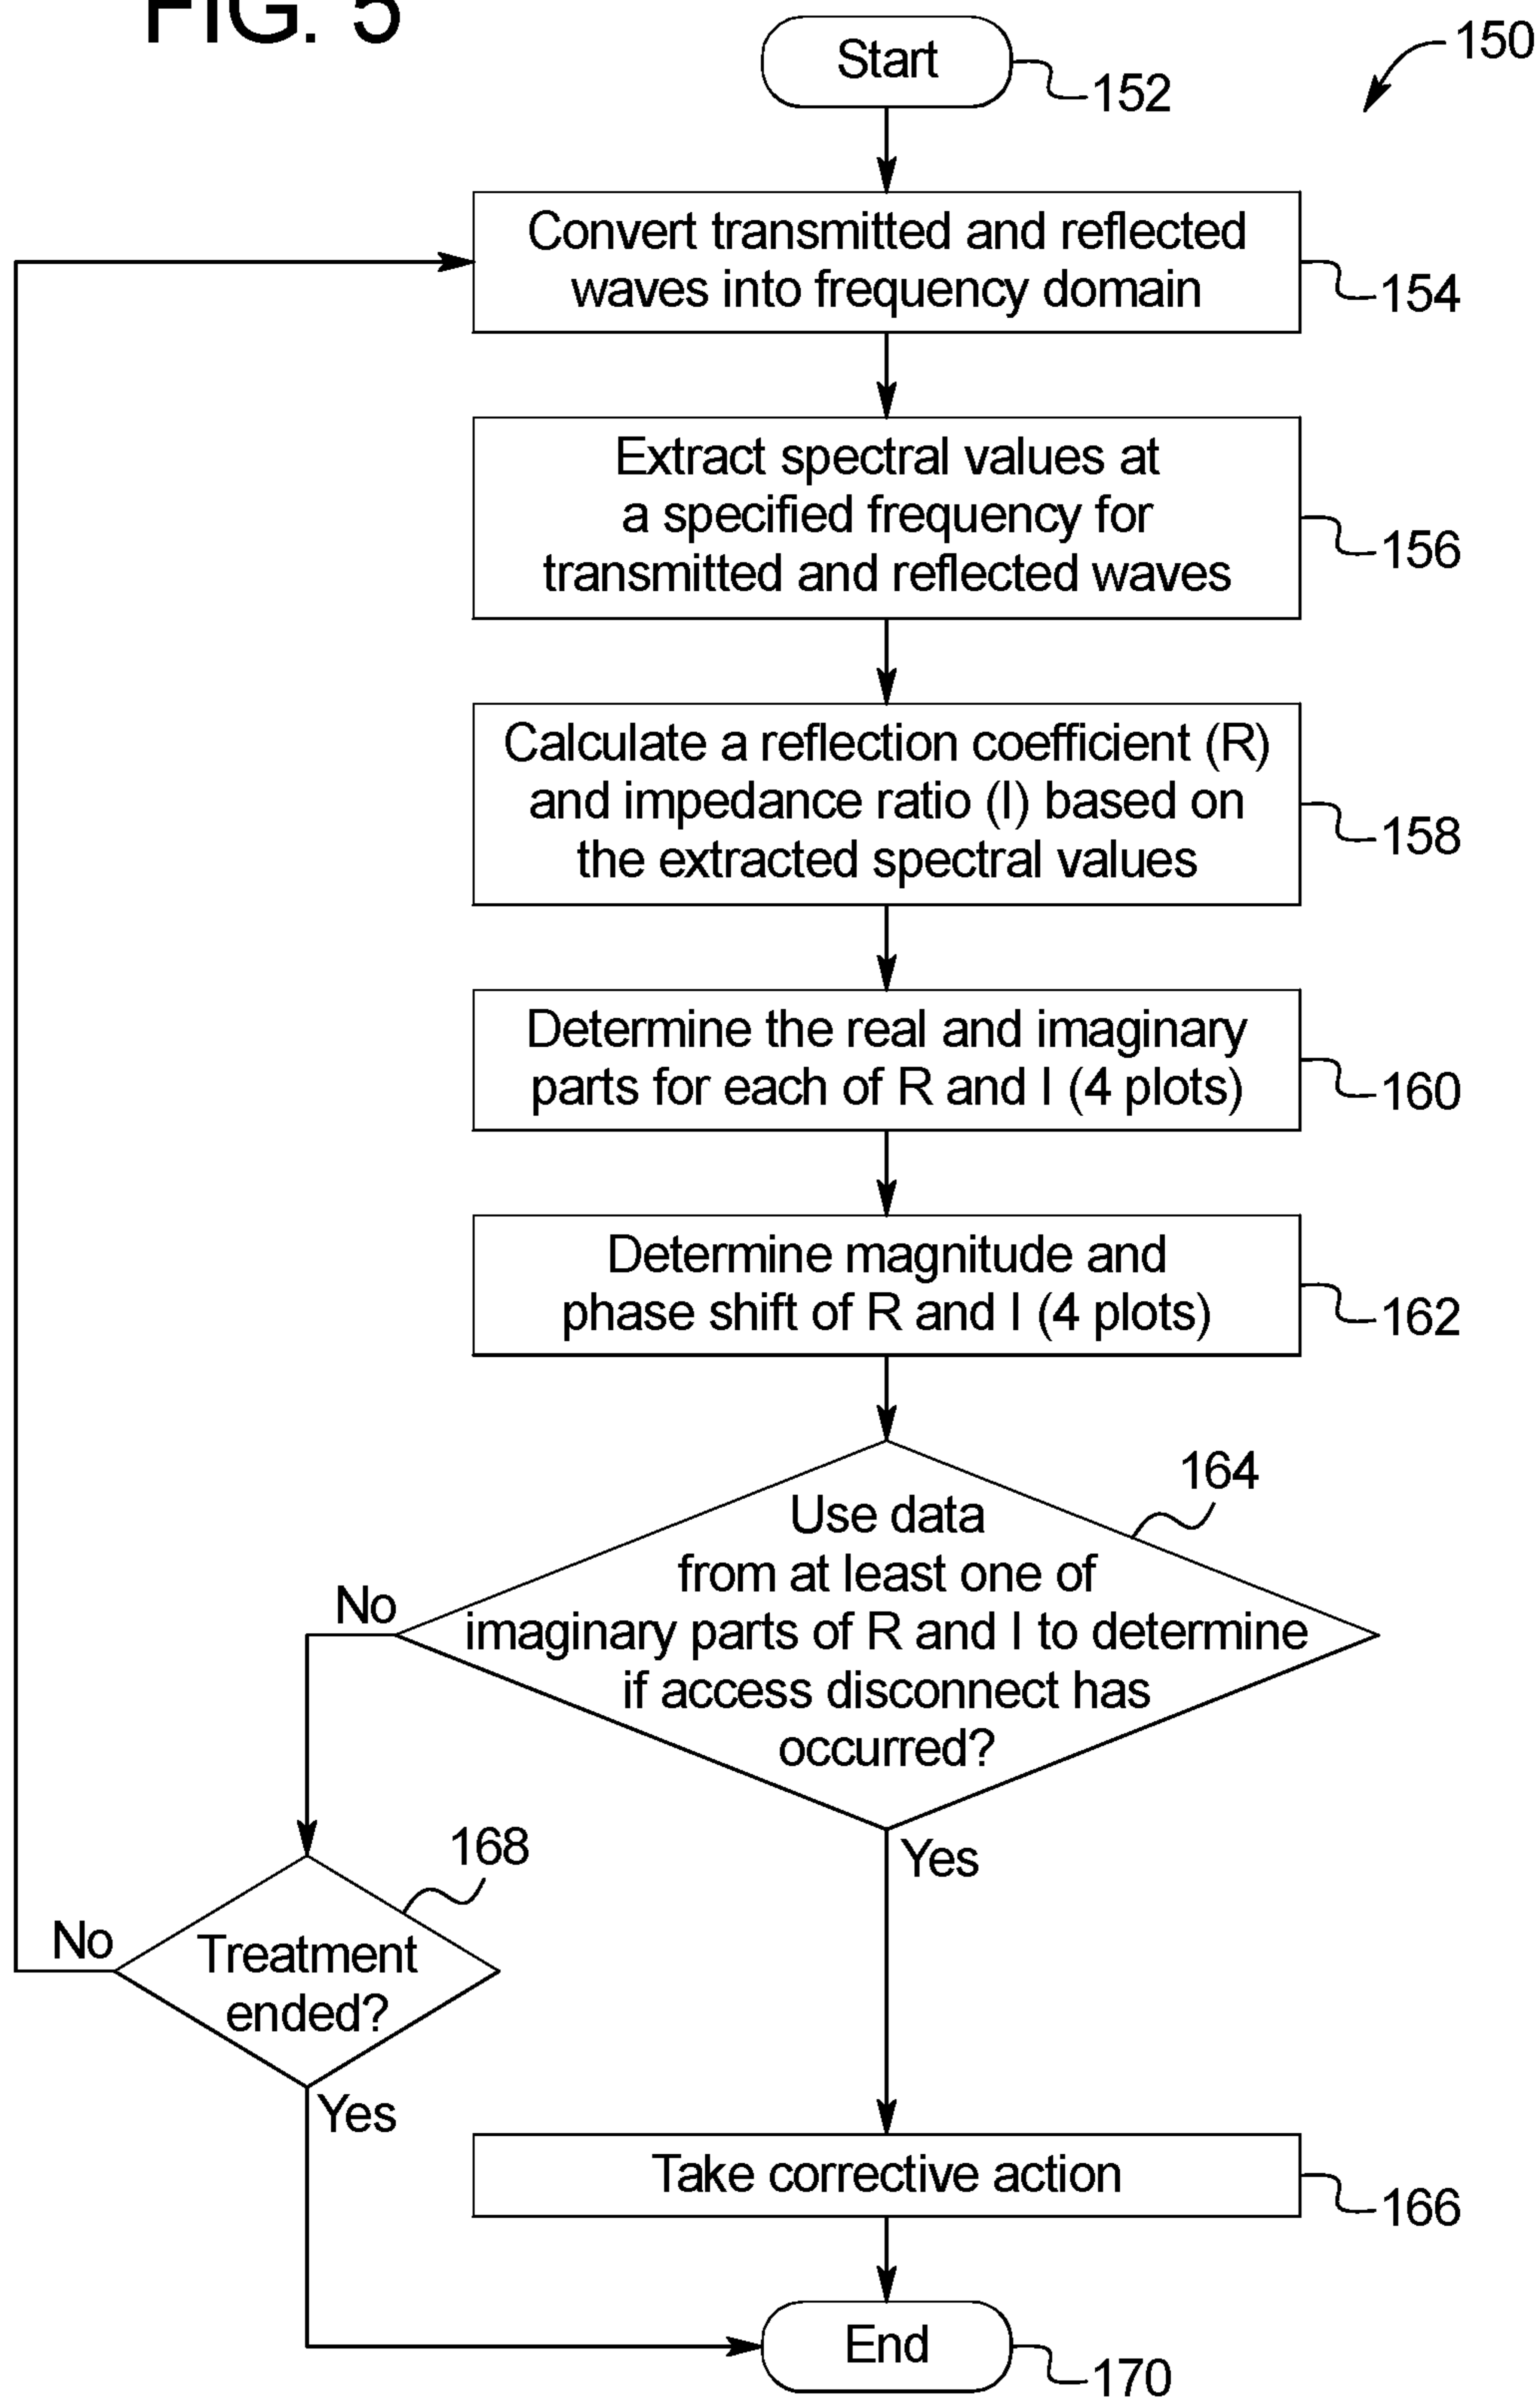 FIG. 5
150
Start
152
Convert transmitted and reflected
waves into frequency domain
154
Extract spectral values at
a specified frequency for
transmitted and reflected waves
156
Calculate a reflection coefficient (R)
and impedance ratio (I) based on
the extracted spectral values
158
Determine the real and imaginary
parts for each of R and I (4 plots)
160
Determine magnitude and
phase shift of R and I (4 plots)
162
164
Use data
from at least one of
imaginary parts of R and I to determine
if access disconnect has
occurred?
No
Yes
168
Treatment
ended?
No
Yes
Take corrective action
166
End
170